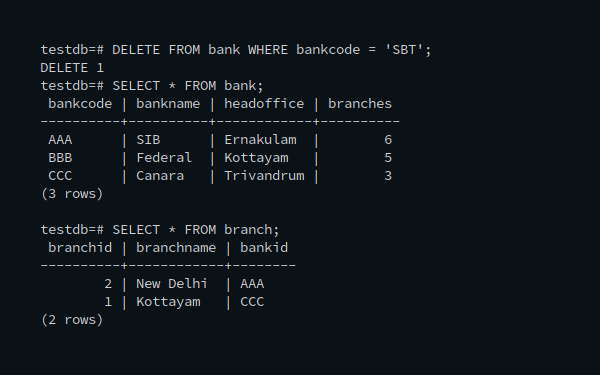 testdb=# DELETE FROM bank WHERE bankcode = 'SBT';
DELETE 1
testdb=# SELECT * FROM bank;
 bankcode | bankname | headoffice | branches
----------+----------+------------+----------
 AAA      | SIB      | Ernakulam  |        6
 BBB      | Federal  | Kottayam   |        5
 CCC      | Canara   | Trivandrum |        3
(3 rows)

testdb=# SELECT * FROM branch;
 branchid | branchname | bankid
----------+------------+--------
        2 | New Delhi  | AAA
        1 | Kottayam   | CCC
(2 rows)